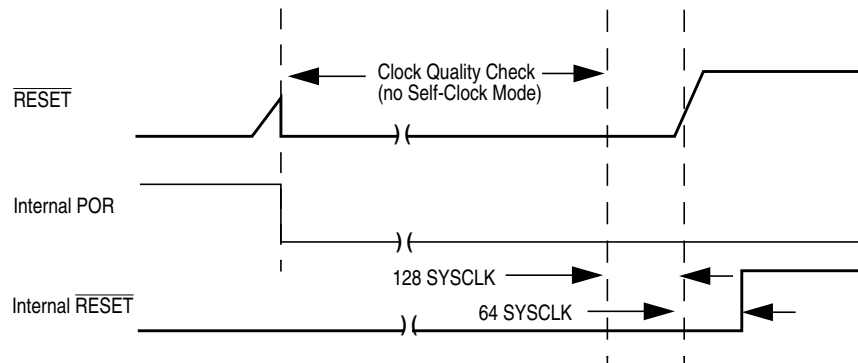 Clock Quality Check
(no Self-Clock Mode)
RESET
Internal POR
128 SYSCLK
64 SYSCLK
Internal RESET